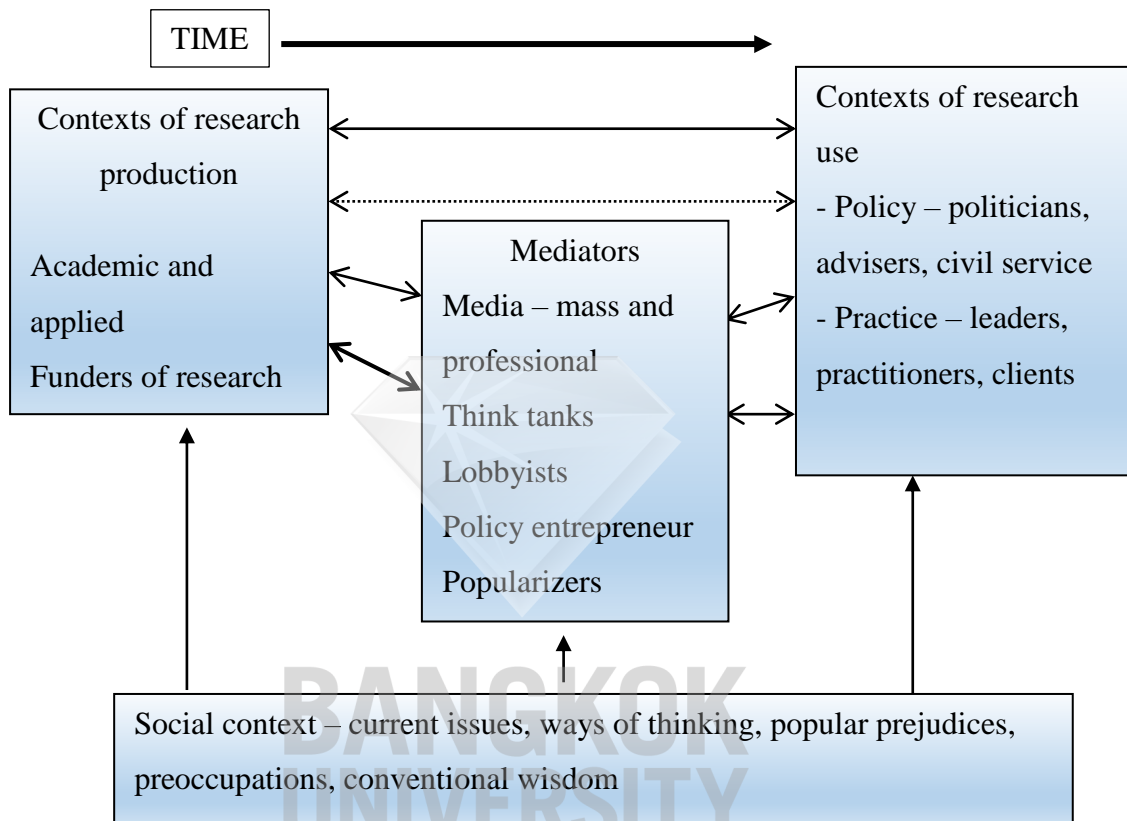 TIME
Contexts of research
production
Academic and
applied
Funders of research
Mediators
Media – mass and
professional
Think tanks
Lobbyists
Policy entrepreneur
Popularizers
Contexts of research
use
- Policy – politicians,
advisers, civil service
- Practice – leaders,
practitioners, clients
Social context – current issues, ways of thinking, popular prejudices,
preoccupations, conventional wisdom
BANGKOK
UNIVERSITY